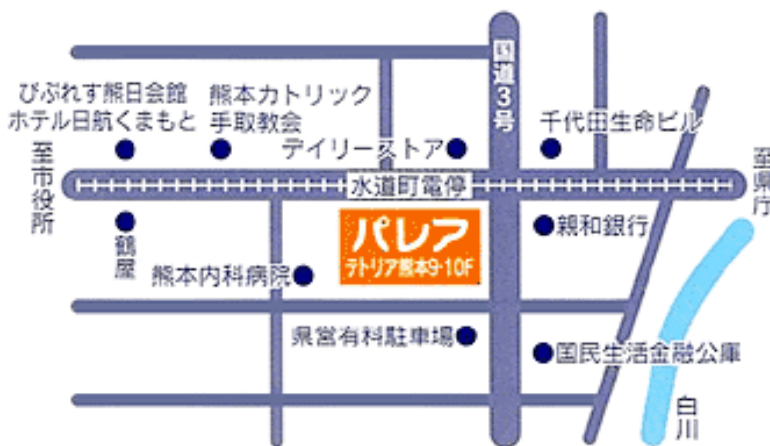 国道3号
びぷれす熊日会館
ホテル日航くまもと
熊本カトリック
手取教会
デイリーストア
千代田生命ビル
至市役所
水道町電停
至県庁
鶴屋
パレア
テトリア熊本9・10F
親和銀行
熊本内科病院
県営有料駐車場
国民生活金融公庫
白川